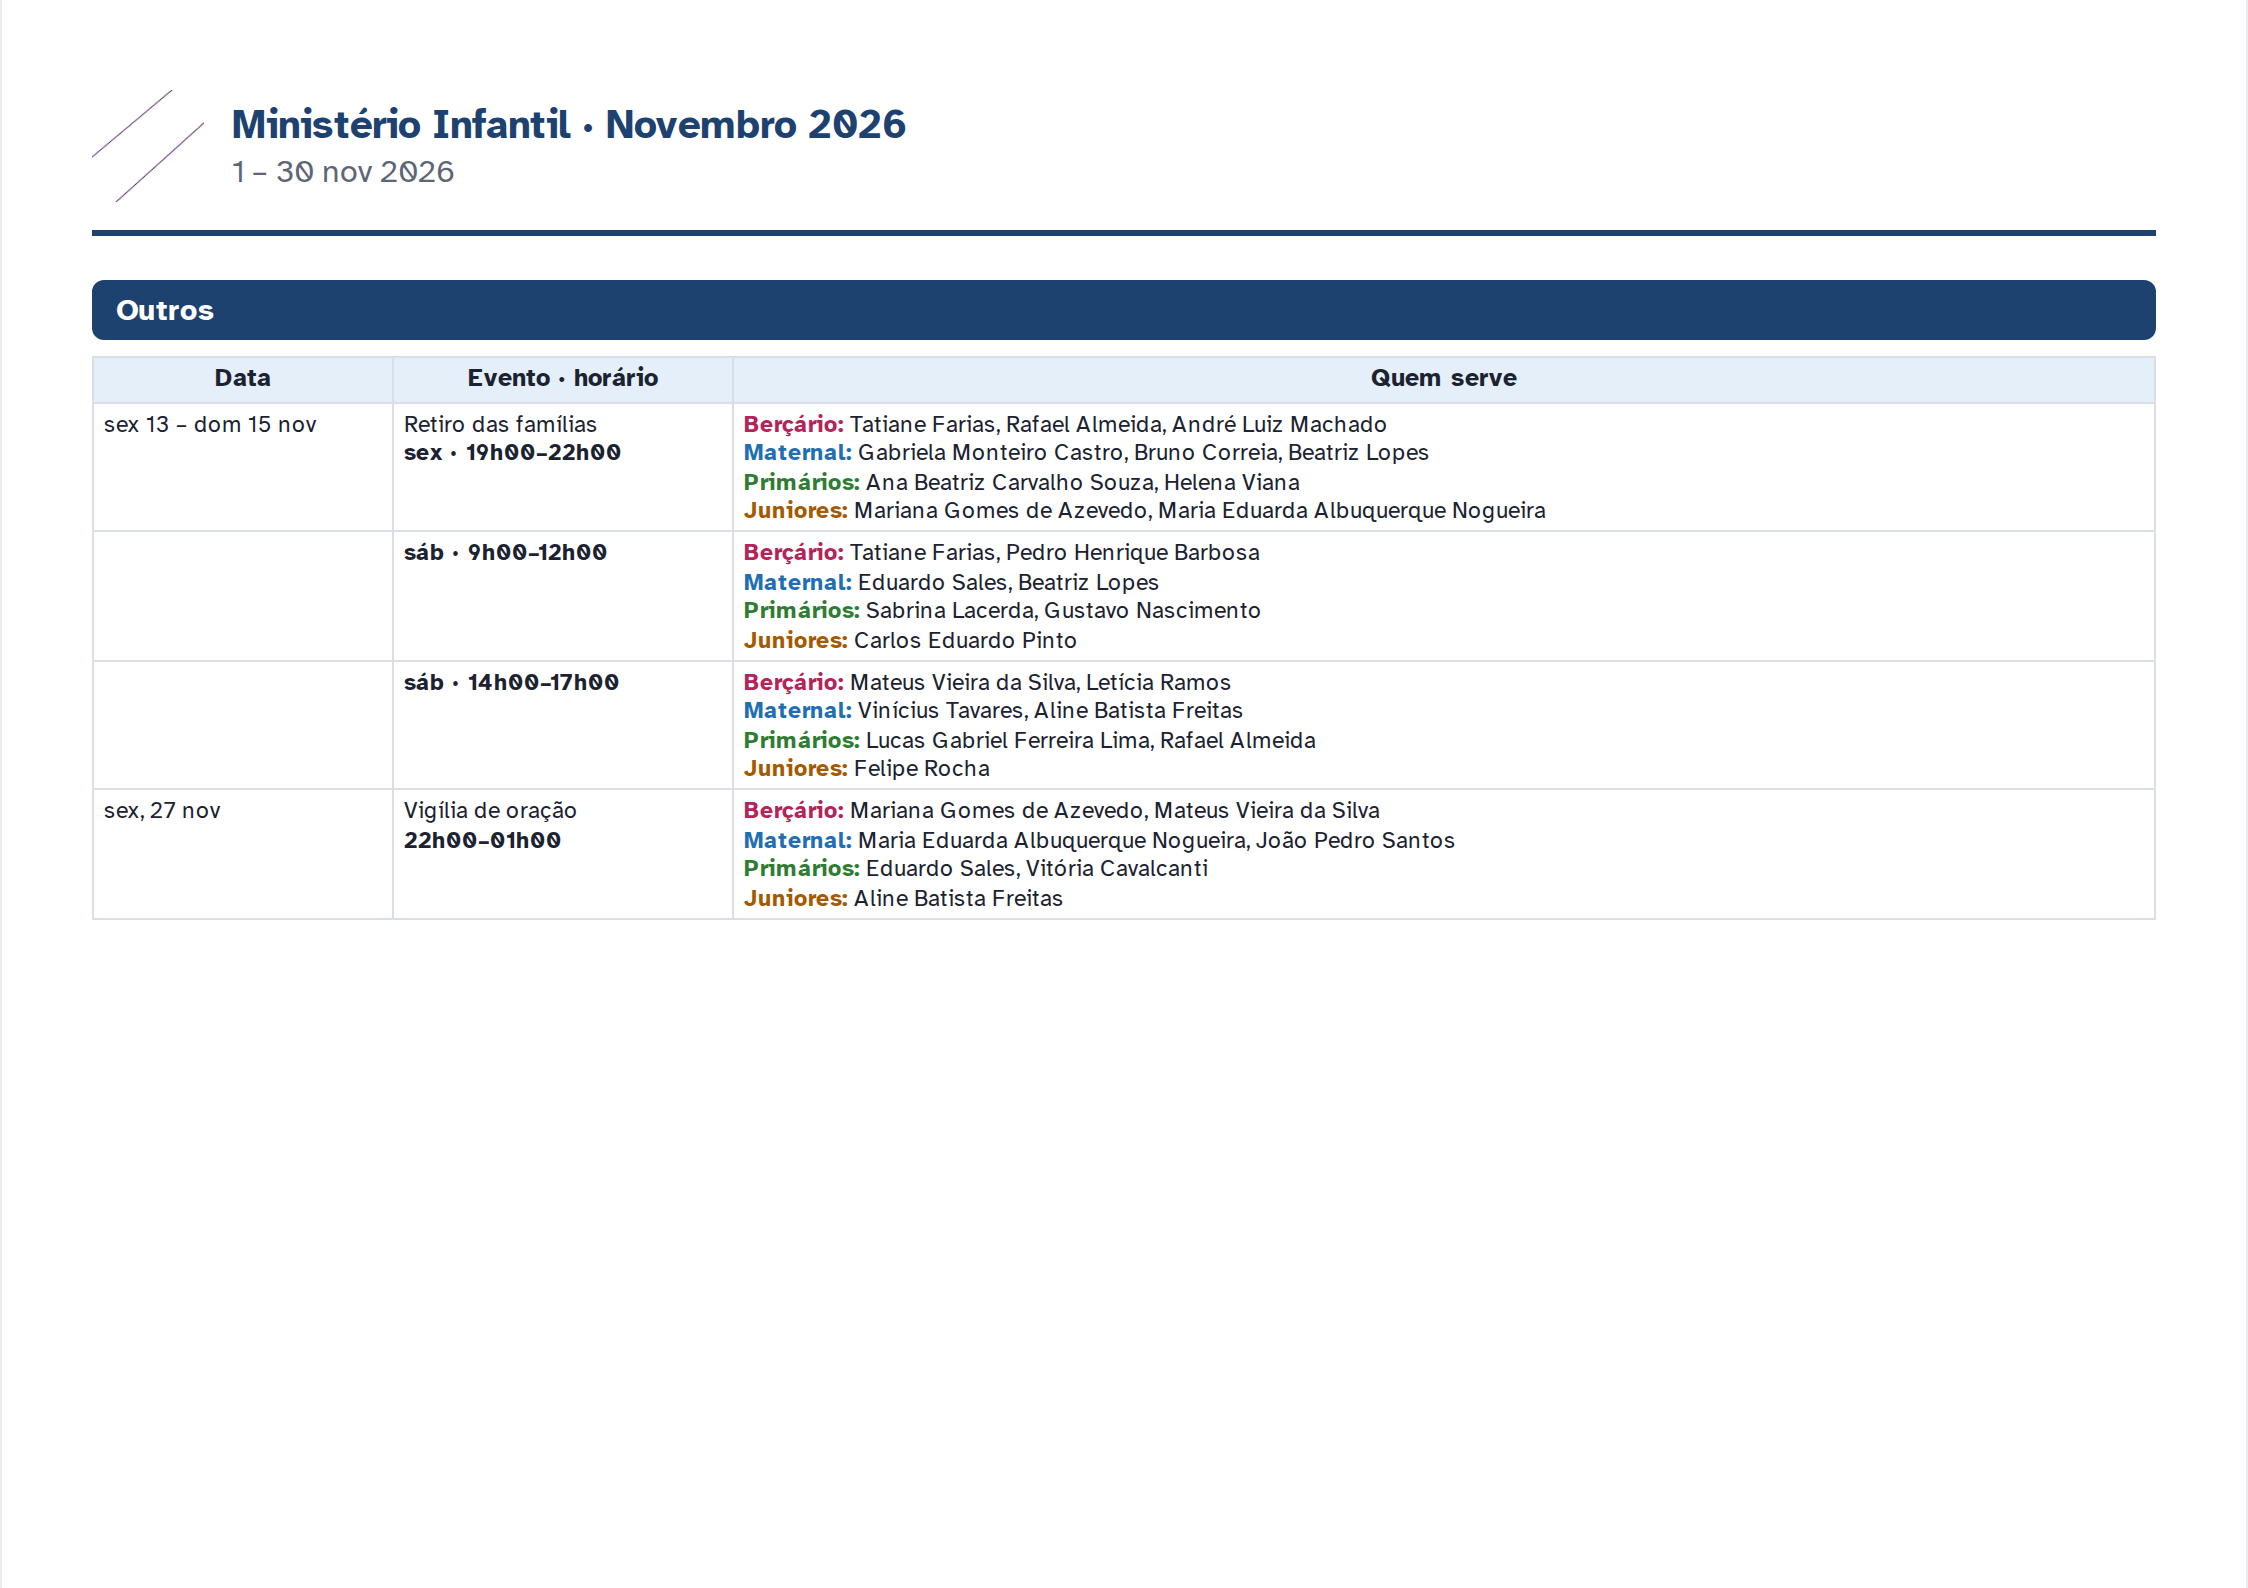 Ministério Infantil • Novembro 2026
1 – 30 nov 2026
Outros
Data
Evento • horário
Quem serve
sex 13 – dom 15 nov
Retiro das famílias
sex • 19h00–22h00
Berçário: Tatiane Farias, Rafael Almeida, André Luiz Machado
Maternal: Gabriela Monteiro Castro, Bruno Correia, Beatriz Lopes
Primários: Ana Beatriz Carvalho Souza, Helena Viana
Juniores: Mariana Gomes de Azevedo, Maria Eduarda Albuquerque Nogueira
sáb • 9h00–12h00
Berçário: Tatiane Farias, Pedro Henrique Barbosa
Maternal: Eduardo Sales, Beatriz Lopes
Primários: Sabrina Lacerda, Gustavo Nascimento
Juniores: Carlos Eduardo Pinto
sáb • 14h00–17h00
Berçário: Mateus Vieira da Silva, Letícia Ramos
Maternal: Vinícius Tavares, Aline Batista Freitas
Primários: Lucas Gabriel Ferreira Lima, Rafael Almeida
Juniores: Felipe Rocha
sex, 27 nov
Vigília de oração
22h00–01h00
Berçário: Mariana Gomes de Azevedo, Mateus Vieira da Silva
Maternal: Maria Eduarda Albuquerque Nogueira, João Pedro Santos
Primários: Eduardo Sales, Vitória Cavalcanti
Juniores: Aline Batista Freitas